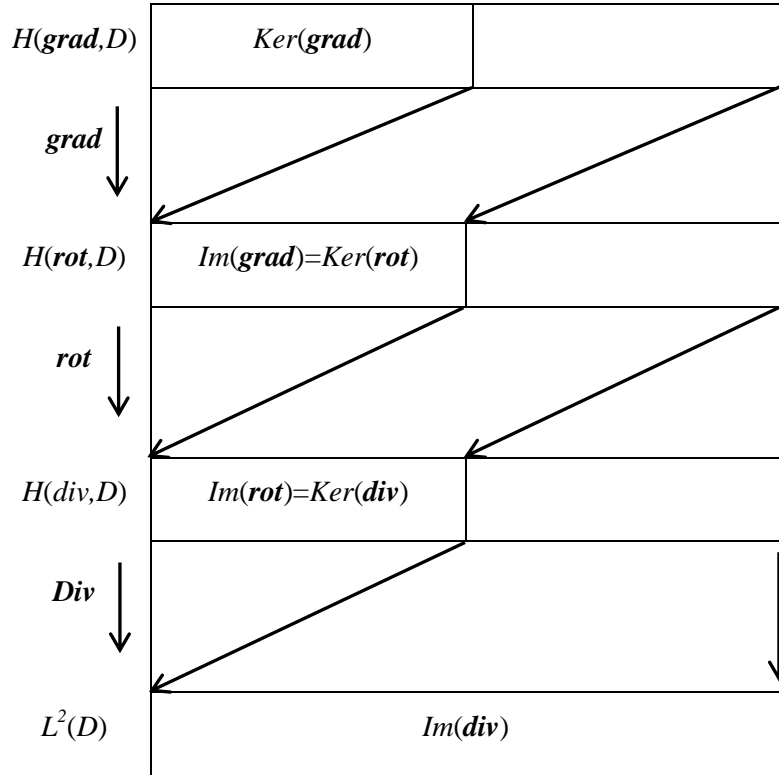 H(grad,D) Ker(grad)
grad
H(rot,D) Im(grad)=Ker(rot)
rot
H(div,D) Im(rot)=Ker(div)
Div
L²(D) Im(div)